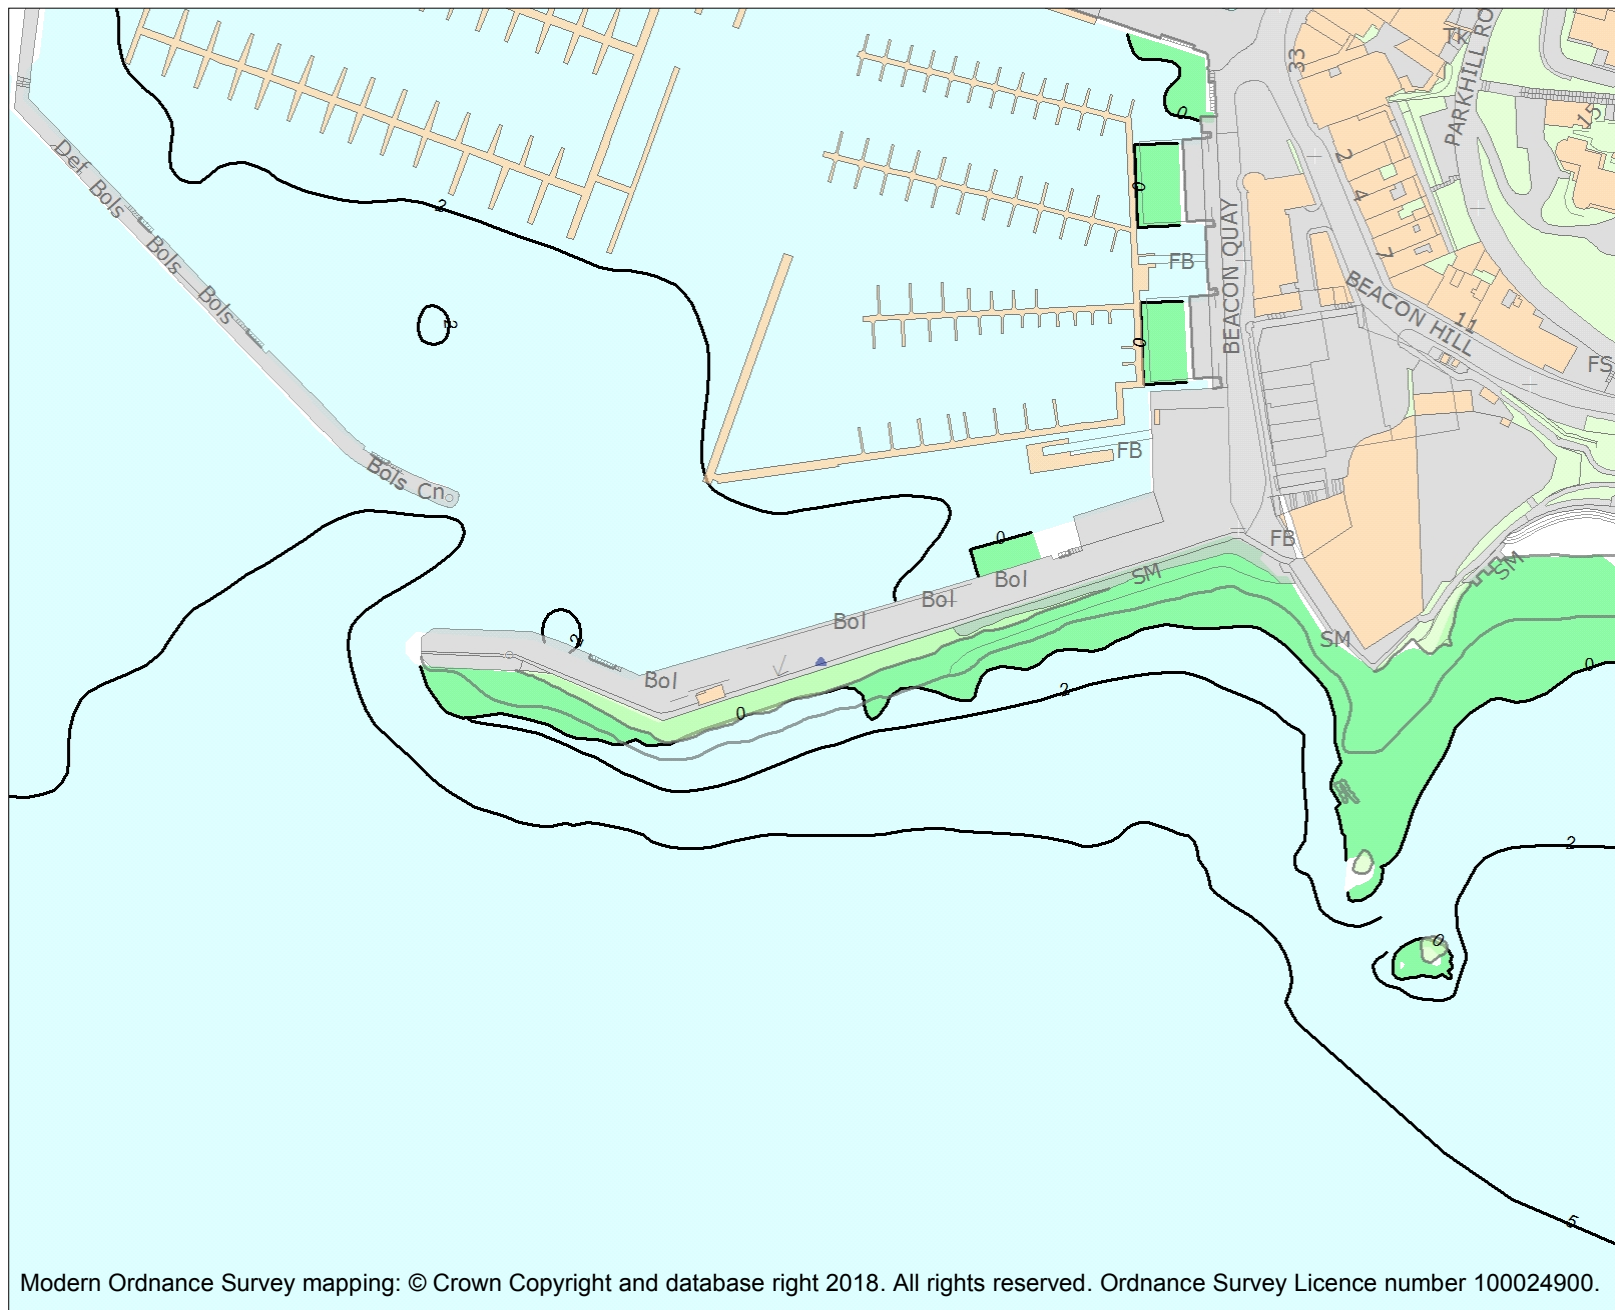 33
Tk
PARKHILL RO
15
0
Def Bols
2
0
2
4
2
BEACON QUAY
FB
7
Bols
BEACON HILL
11
Bols
2
0
FS
FB
Bols Cn
0
FB
SM
SM
Bol
Bol
Bol
SM
2
Bol
0
2
0
2
0
5
Modern Ordnance Survey mapping: © Crown Copyright and database right 2018. All rights reserved. Ordnance Survey Licence number 100024900.